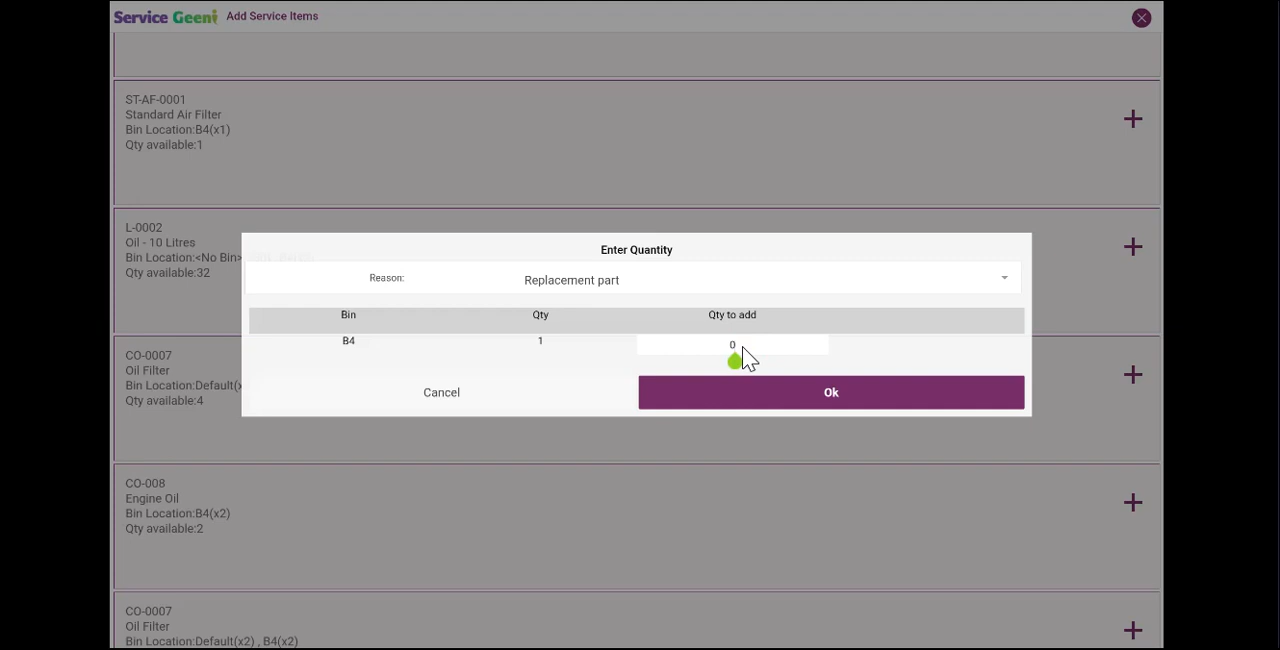 Service Geeni Add Service Items
ST-AF-0001
Standard Air Filter
Bin Location:B4(x1)
Qty available:1
L-0002
Oil - 10 Litres
Bin Location:<No Bin>
Qty available:32
Enter Quantity
Reason: Replacement part
Bin Qty Qty to add
B4 1 0
Cancel Ok
CO-0007
Oil Filter
Bin Location:Default(x
Qty available:4
CO-008
Engine Oil
Bin Location:B4(x2)
Qty available:2
CO-0007
Oil Filter
Bin Location:Default(x2) , B4(x2)